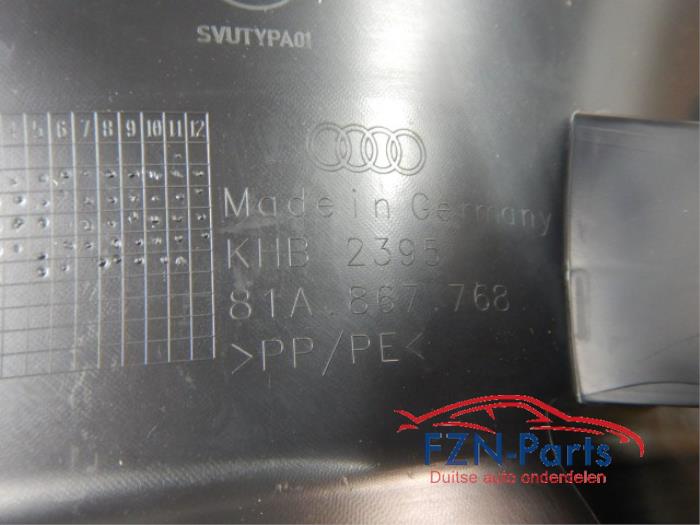 SVUTYPA01
4 5 6 7 8 9 10 11 12
Made in Germany
KHB 2395
81A.867.768
>PP/PE<
FZN-Parts
Duitse auto onderdelen